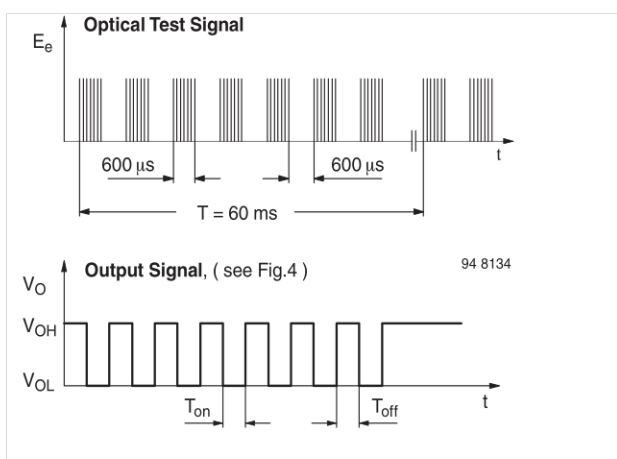 Optical Test Signal
Ee
600 µs
600 µs
t
T = 60 ms
94 8134
Output Signal, ( see Fig.4 )
VO
VOH
VOL
Ton
Toff
t